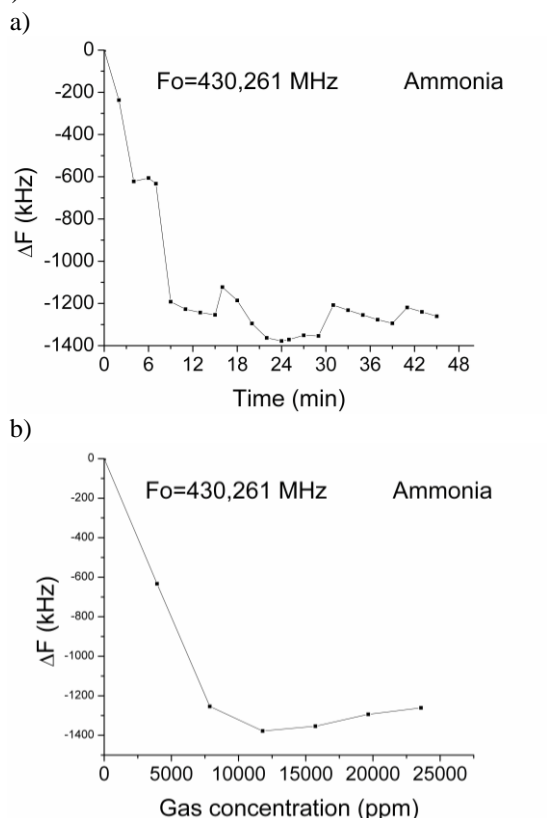 a)
0
-200
-400
-600
-800
-1000
-1200
-1400
ΔF (kHz)
Fo=430,261 MHz Ammonia
0 6 12 18 24 30 36 42 48
Time (min)
b)
0
-200
-400
-600
-800
-1000
-1200
-1400
ΔF (kHz)
Fo=430,261 MHz Ammonia
0 5000 10000 15000 20000 25000
Gas concentration (ppm)